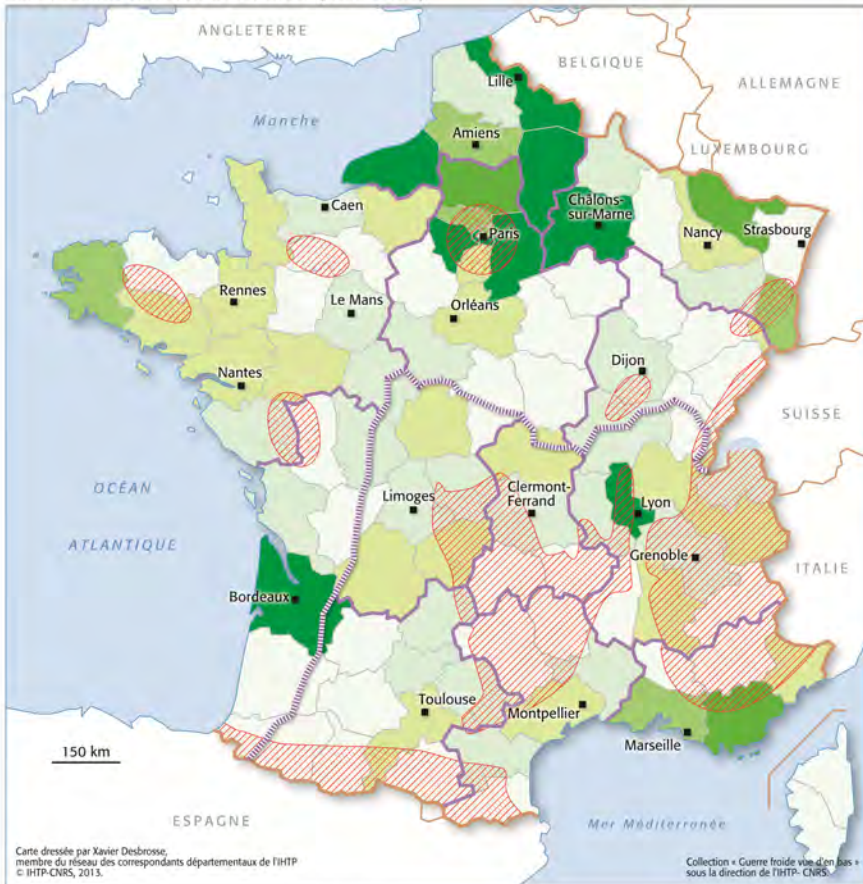 ANGLETERRE
BELGIQUE
ALLEMAGNE
Lille
Manche
Amiens
LUXEMBOURG
Caen
Paris
Châlons-
sur-Marne
Nancy
Strasbourg
Rennes
Le Mans
Orléans
Nantes
Dijon
SUISSE
OCÉAN
ATLANTIQUE
Limoges
Clermont-
Ferrand
Lyon
Grenoble
ITALIE
Bordeaux
Toulouse
Montpellier
Marseille
150 km
ESPAGNE
Mer Méditerranée
Carte dressée par Xavier Desbrosse,
membre du réseau des correspondants départementaux de l'IHTP
© IHTP-CNRS, 2013.
Collection « Guerre froide vue d'en bas »
sous la direction de l'IHTP- CNRS.